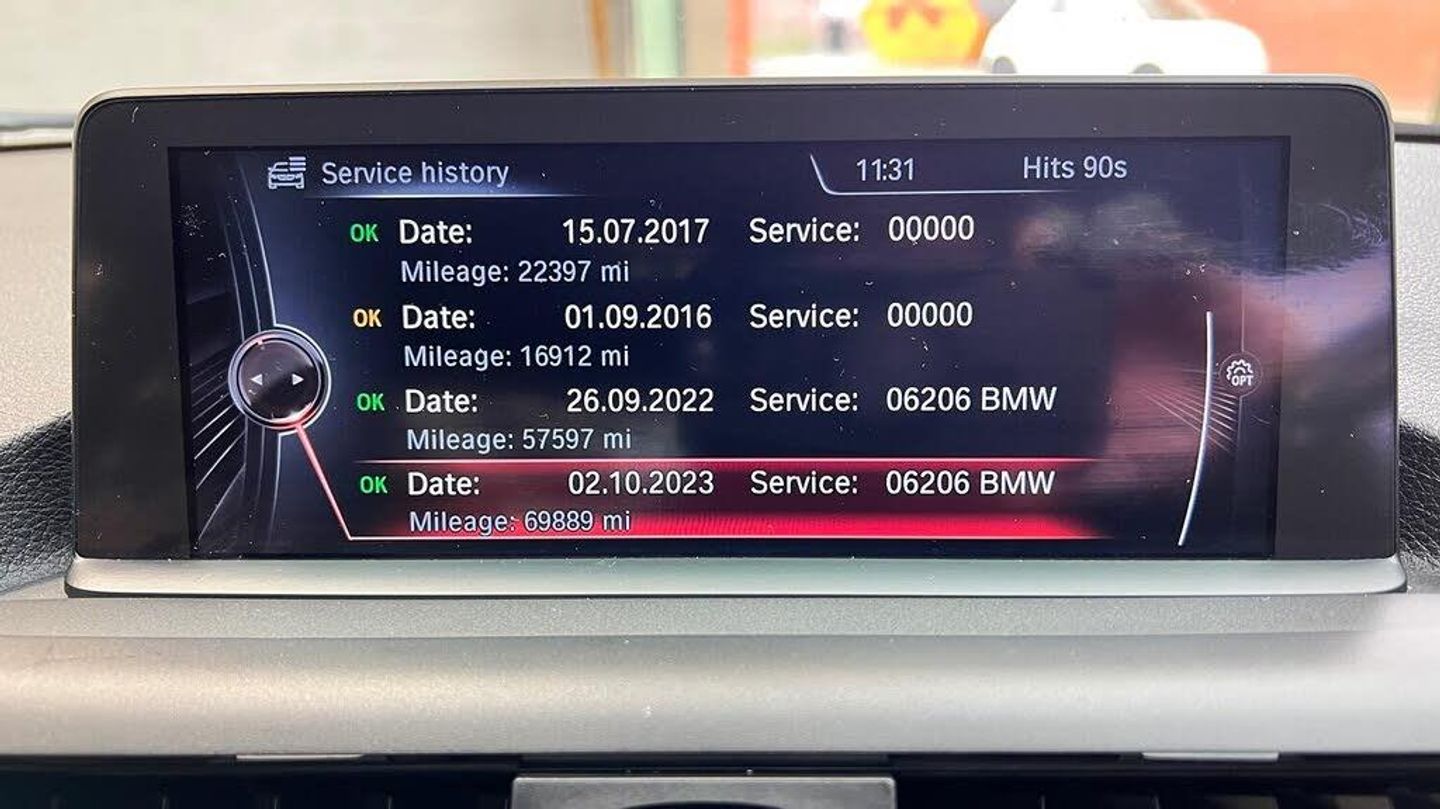 Service history 11:31 Hits 90s
OK Date: 15.07.2017 Service: 00000
Mileage: 22397 mi
OK Date: 01.09.2016 Service: 00000
Mileage: 16912 mi
OK Date: 26.09.2022 Service: 06206 BMW
Mileage: 57597 mi
OPT
OK Date: 02.10.2023 Service: 06206 BMW
Mileage: 69889 mi